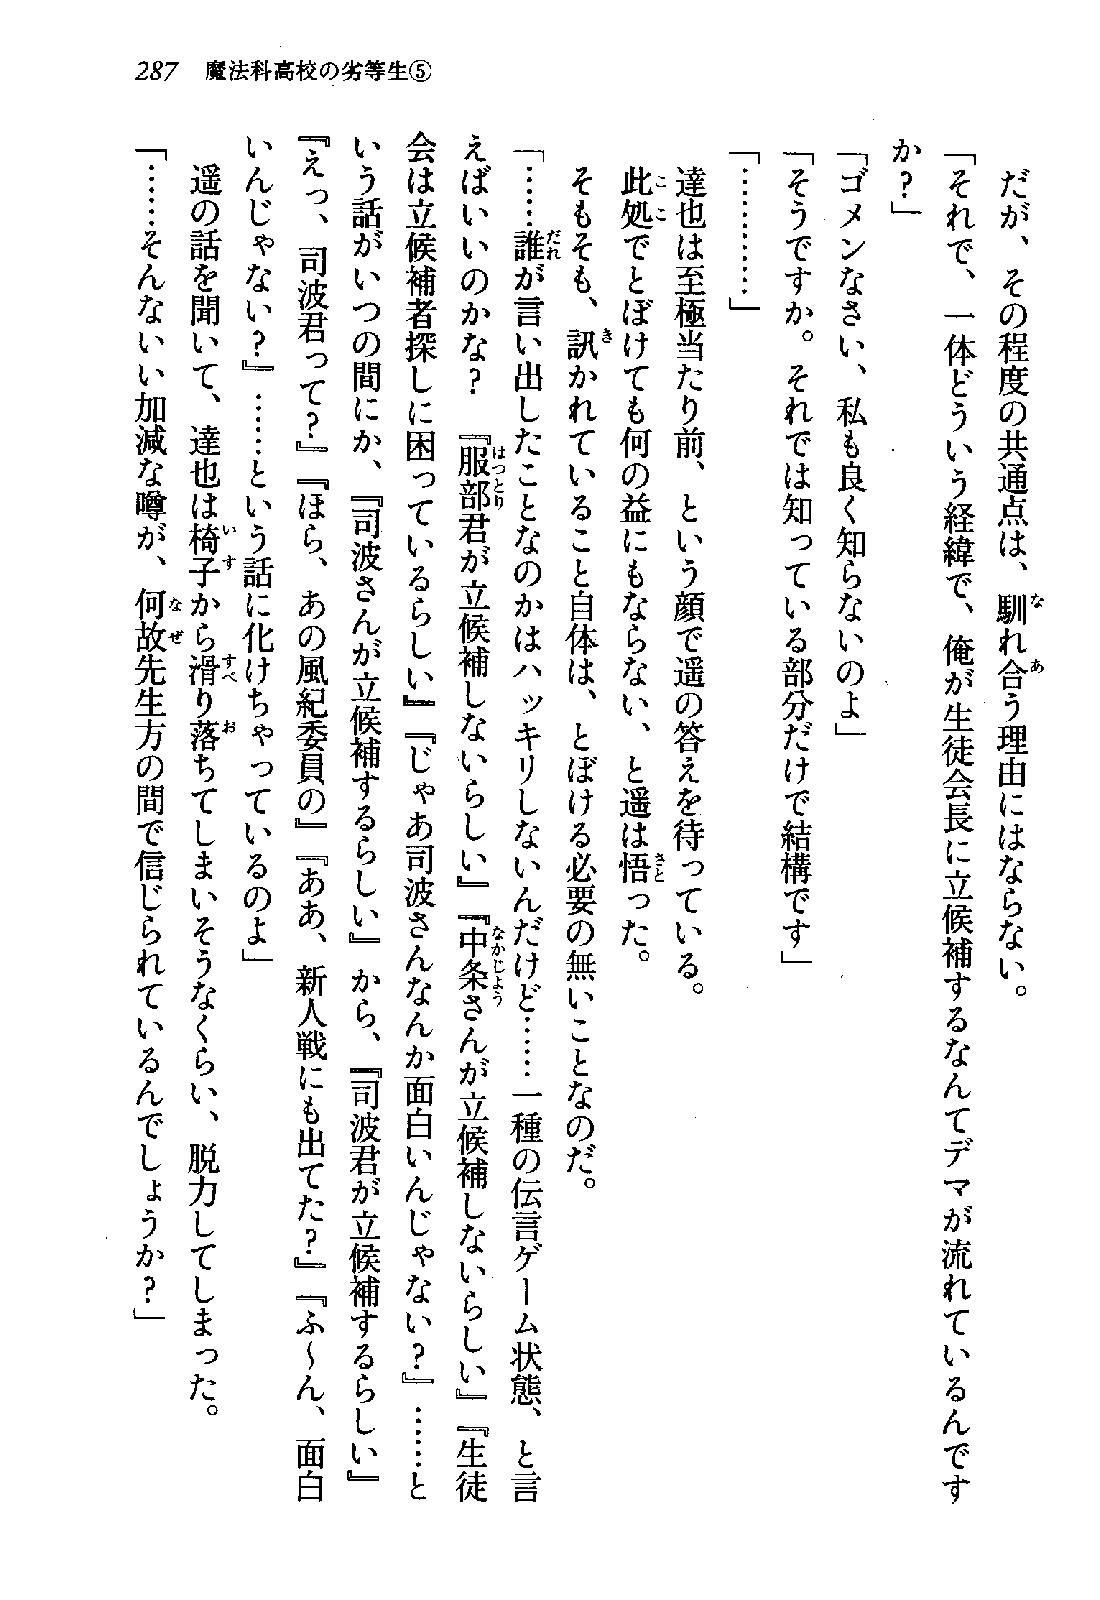 287 魔法科高校の劣等生⑤
だが、その程度の共通点は、馴れ合う理由にはならない。
「それで、一体どういう経緯で、俺が生徒会長に立候補するなんてデマが流れているんです
か？」
「ゴメンなさい、私も良く知らないのよ」
「そうですか。それでは知っている部分だけで結構です」
「…………」
達也は至極当たり前、という顔で遥の答えを待っている。
此処でとぼけても何の益にもならない、と遥は悟った。
そもそも、訊かれていること自体は、とぼける必要の無いことなのだ。
「……誰が言い出したことなのかはハッキリしないんだけど……一種の伝言ゲーム状態、と言
えばいいのかな？　『服部君が立候補しないらしい』『中条さんが立候補しないらしい』『生徒
会は立候補者探しに困っているらしい』『じゃあ司波さんなんか面白いんじゃない？』……と
いう話がいつの間にか、『司波さんが立候補するらしい』から、『司波君が立候補するらしい』
『えっ、司波君って？』『ほら、あの風紀委員の』『ああ、新人戦にも出てた？』『ふ～ん、面白
いんじゃない？』……という話に化けちゃっているのよ」
遥の話を聞いて、達也は椅子から滑り落ちてしまいそうなくらい、脱力してしまった。
「……そんないい加減な噂が、何故先生方の間で信じられているんでしょうか？」